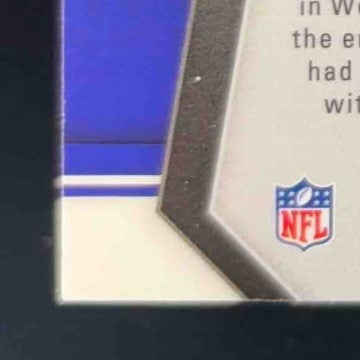 in
the
had
wit
NFL